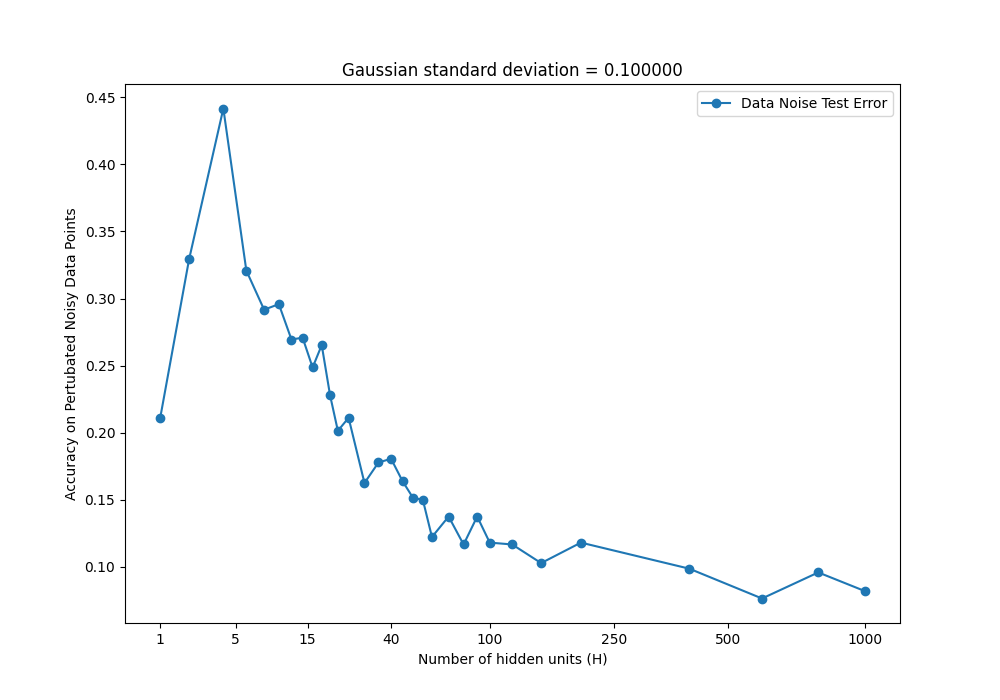 Gaussian standard deviation = 0.100000
Data Noise Test Error
Accuracy on Pertubated Noisy Data Points
0.45
0.40
0.35
0.30
0.25
0.20
0.15
0.10
1 5 15 40 100 250 500 1000
Number of hidden units (H)